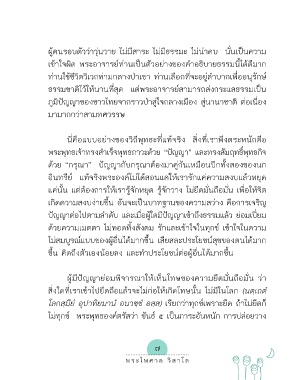 ผู้คนรอบตัวว่าวุ่นวาย ไม่มีสาระ ไม่มีธรรมะ ไม่น่าคบ นั่นเป็นความ
เข้าใจผิด พระอาจารย์ท่านเป็นตัวอย่างของคำอธิบายธรรมนี้ได้ดีมาก
ท่านใช้ชีวิตวิเวกท่ามกลางป่าเขา ท่านเลือกที่จะอยู่ลำบากเพื่ออนุรักษ์
ธรรมชาติไว้ให้นานที่สุด แต่พระอาจารย์สามารถส่งกระแสธรรมเป็น
ภูมิปัญญาของชาวไทยจากราวป่าสู่ใจกลางเมือง สู่นานาชาติ ต่อเนื่อง
มามากกว่าสามทศวรรษ
นี่คือแบบอย่างของวิถีพุทธะที่แท้จริง สิ่งที่เราพึงตระหนักคือ
พระพุทธเจ้าทรงสำเร็จพุทธภาวะด้วย “ปัญญา” และทรงสัมฤทธิ์พุทธกิจ
ด้วย “กรุณา” ปัญญากับกรุณาต้องมาคู่กันเหมือนปีกทั้งสองของนก
อินทรีย์ แท้จริงพระองค์ไม่ได้สอนแค่ให้เรารักแค่ความสงบแล้วหยุด
แค่นั้น แต่ต้องการให้เรารู้จักหยุด รู้จักวาง ไม่ยึดมั่นถือมั่น เพื่อให้จิต
เกิดความสงบง่ายขึ้น อันจะเป็นบาทฐานของความสว่าง คือการเจริญ
ปัญญาต่อไปตามลำดับ และเมื่อผู้ใดมีปัญญาเข้าถึงธรรมแล้ว ย่อมเปี่ยม
ด้วยความเมตตา ไม่ทอดทิ้งสังคม รักและเข้าใจในทุกข์ เข้าใจในความ
ไม่สมบูรณ์แบบของผู้อื่นได้มากขึ้น เสียสละประโยชน์สุขของตนได้มาก
ขึ้น คิดถึงตัวเองน้อยลง และทำประโยชน์ต่อผู้อื่นได้มากขึ้น
ผู้มีปัญญาย่อมพิจารณาให้เห็นโทษของความยึดมั่นถือมั่น ว่า
สิ่งใดที่เราเข้าไปยึดถือแล้วจะไม่ก่อให้เกิดโทษนั้น ไม่มีในโลก
เรียกว่าทุกข์เพราะยึด ถ้าไม่ยึดก็
ไม่ทุกข์ พระพุทธองค์ตรัสว่า ขันธ์ ๕ เป็นภาระอันหนัก การปล่อยวาง
๗
พระไพศาล วิสาโล